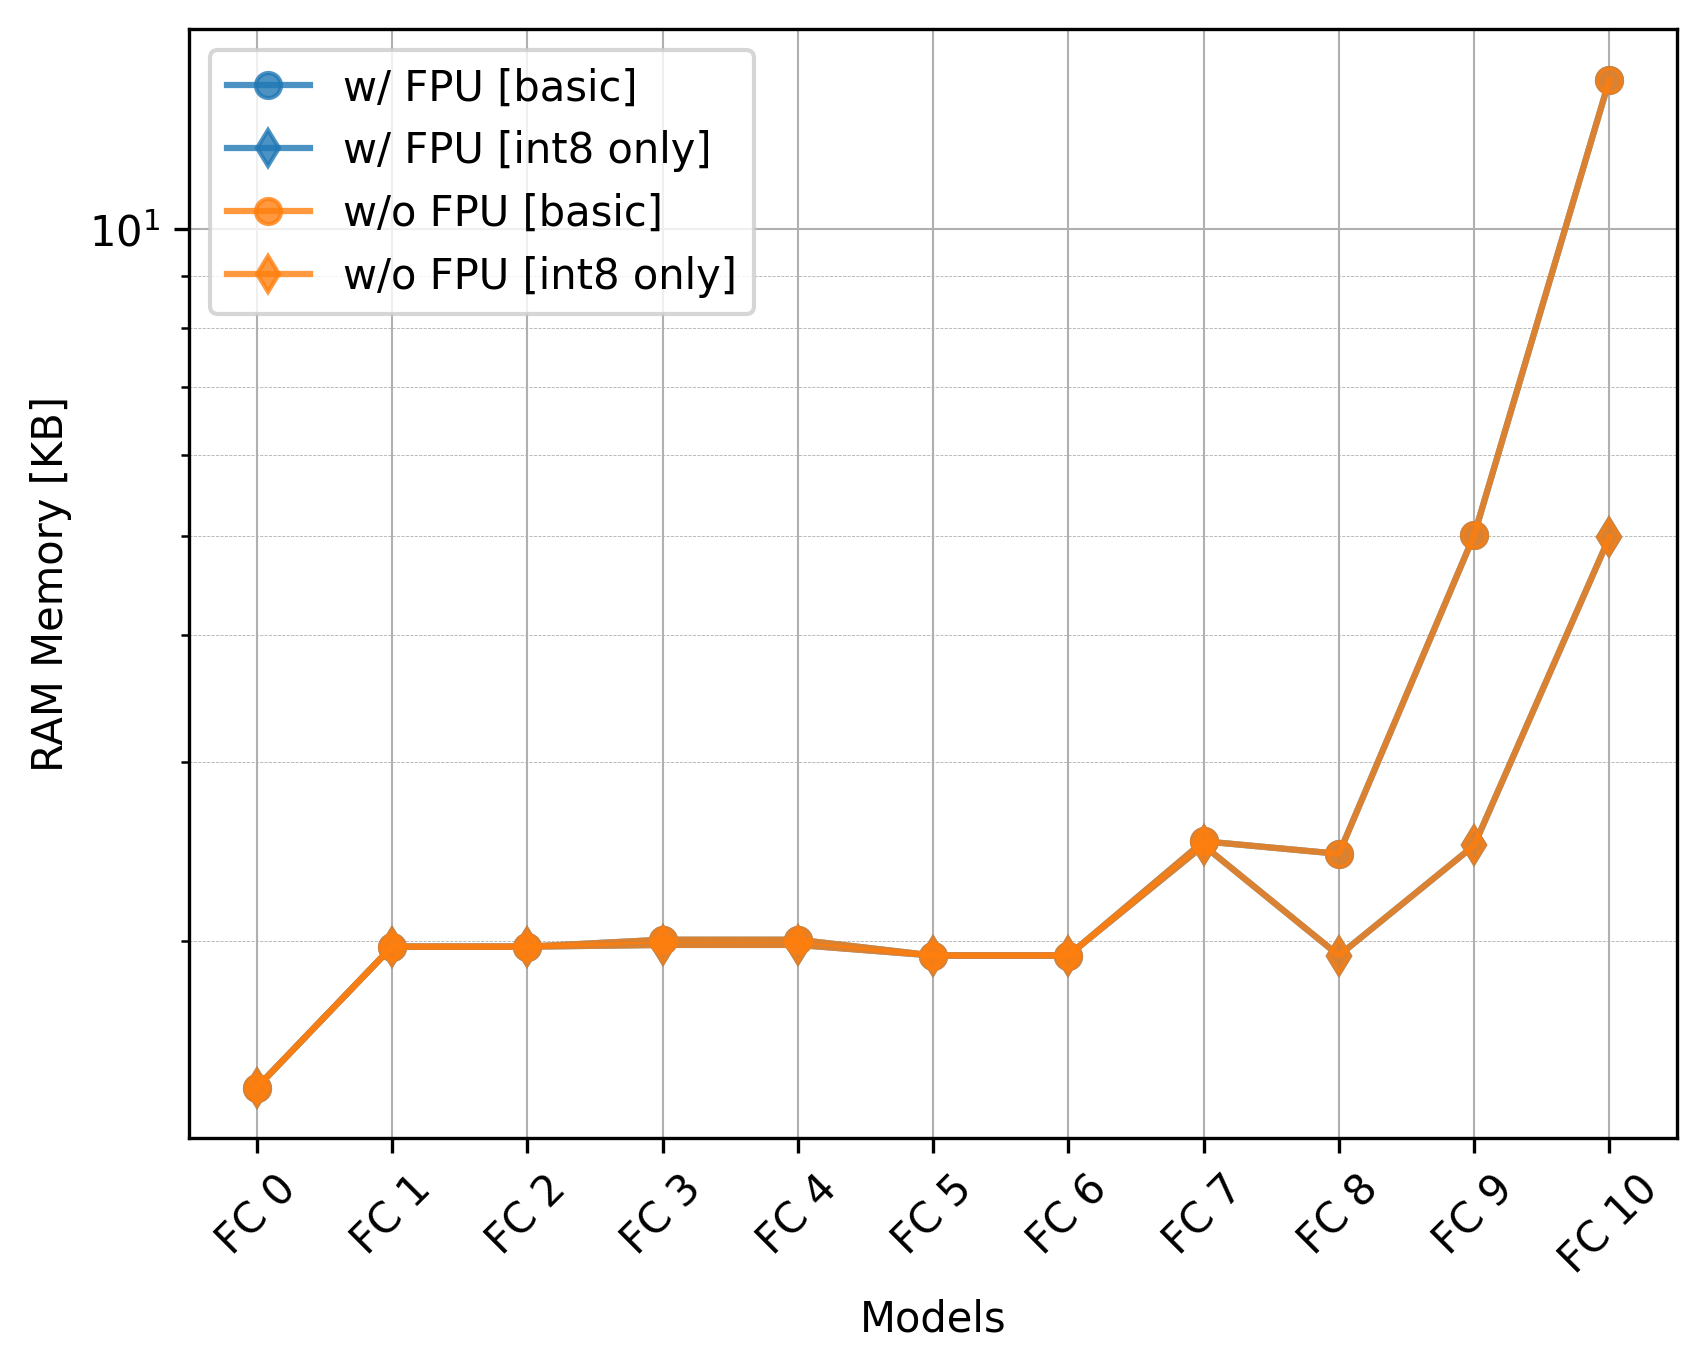 w/ FPU [basic]
w/ FPU [int8 only]
w/o FPU [basic]
w/o FPU [int8 only]
10¹
RAM Memory [KB]
FC 0
FC 1
FC 2
FC 3
FC 4
FC 5
FC 6
FC 7
FC 8
FC 9
FC 10
Models